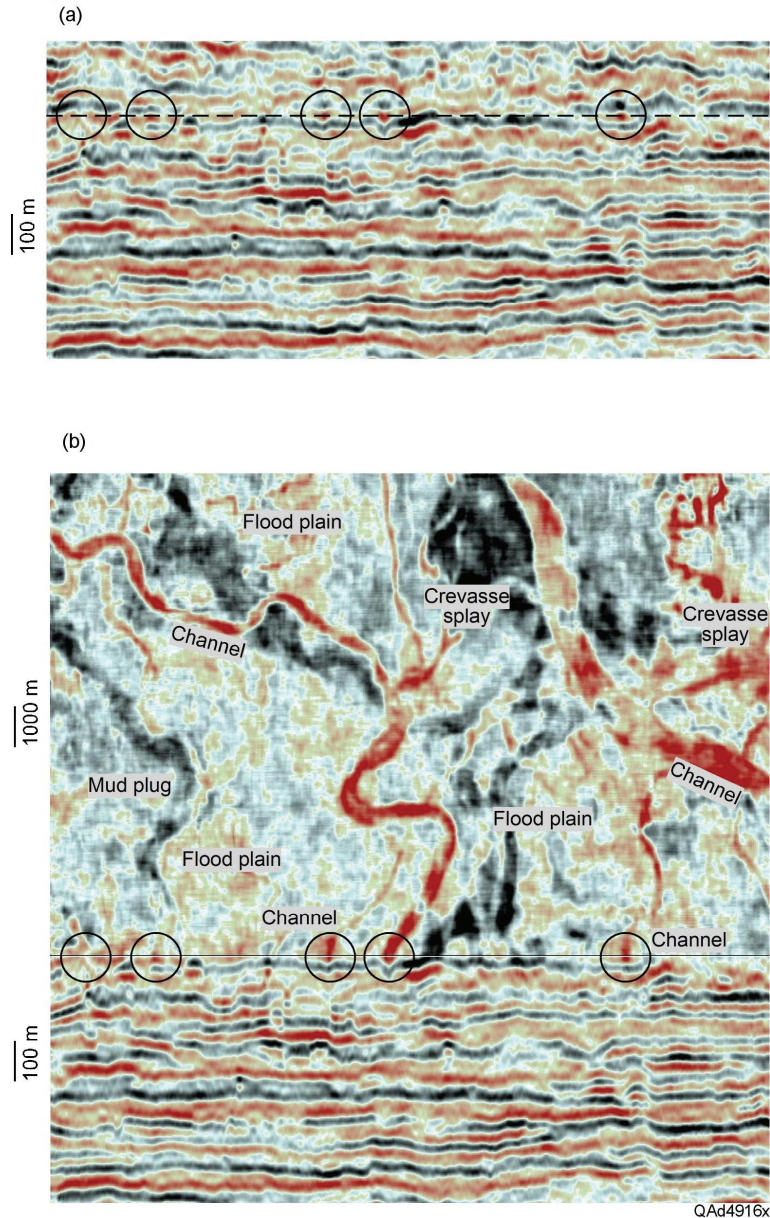 (a)
100 m
(b)
Flood plain
Crevasse
splay
Crevasse
splay
Channel
1000 m
Channel
Mud plug
Flood plain
Flood plain
Channel
Channel
100 m
QAd4916x